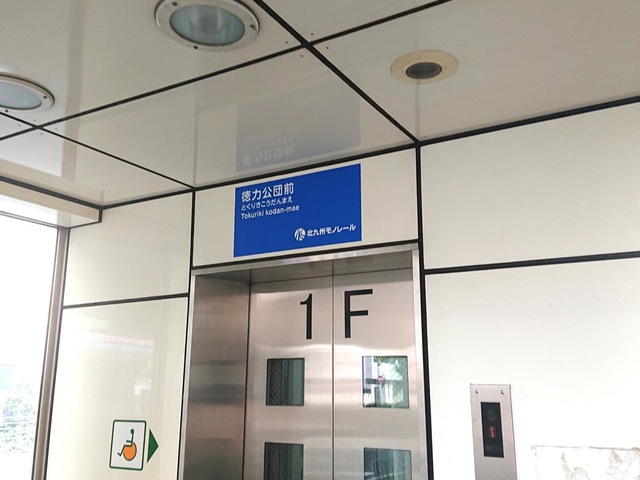 徳力公団前
とくりきこうだんまえ
Tokuriki kodan-mae
北九州モノレール
1F
1